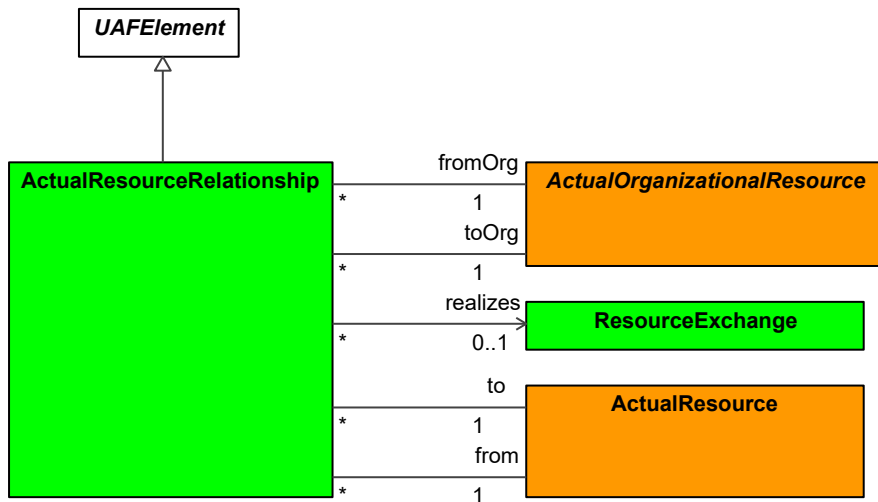 UAFElement
ActualResourceRelationship
fromOrg
* 1
ActualOrganizationalResource
toOrg
* 1
realizes
* 0..1
ResourceExchange
to
* 1
ActualResource
from
* 1